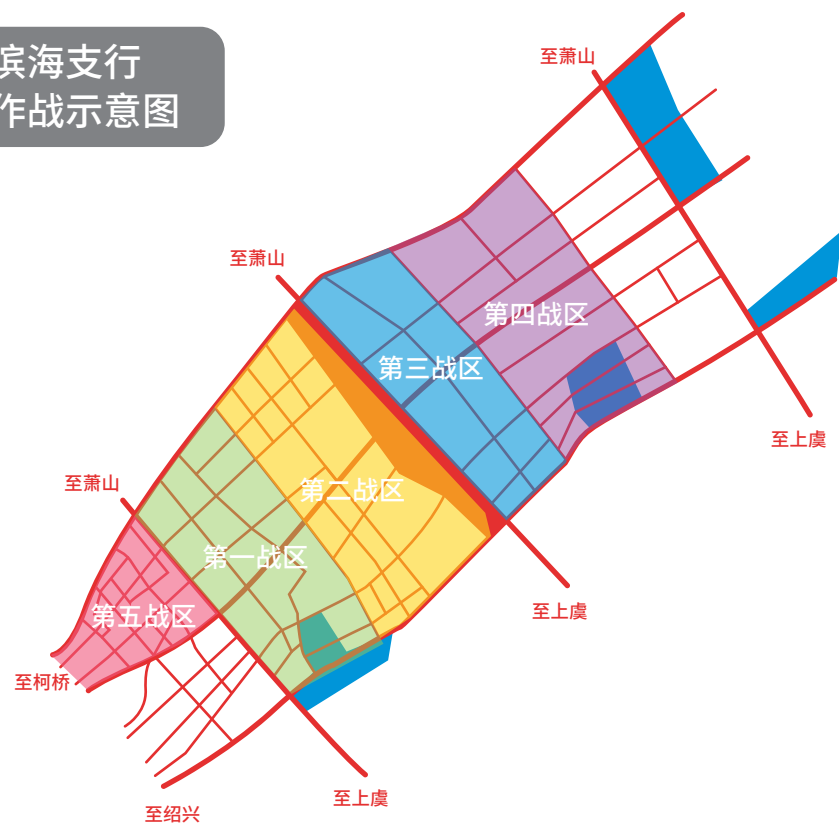 滨海支行
作战示意图
至萧山
至萧山
第四战区
第三战区
至上虞
至萧山
第二战区
第一战区
至上虞
第五战区
至柯桥
至上虞
至绍兴